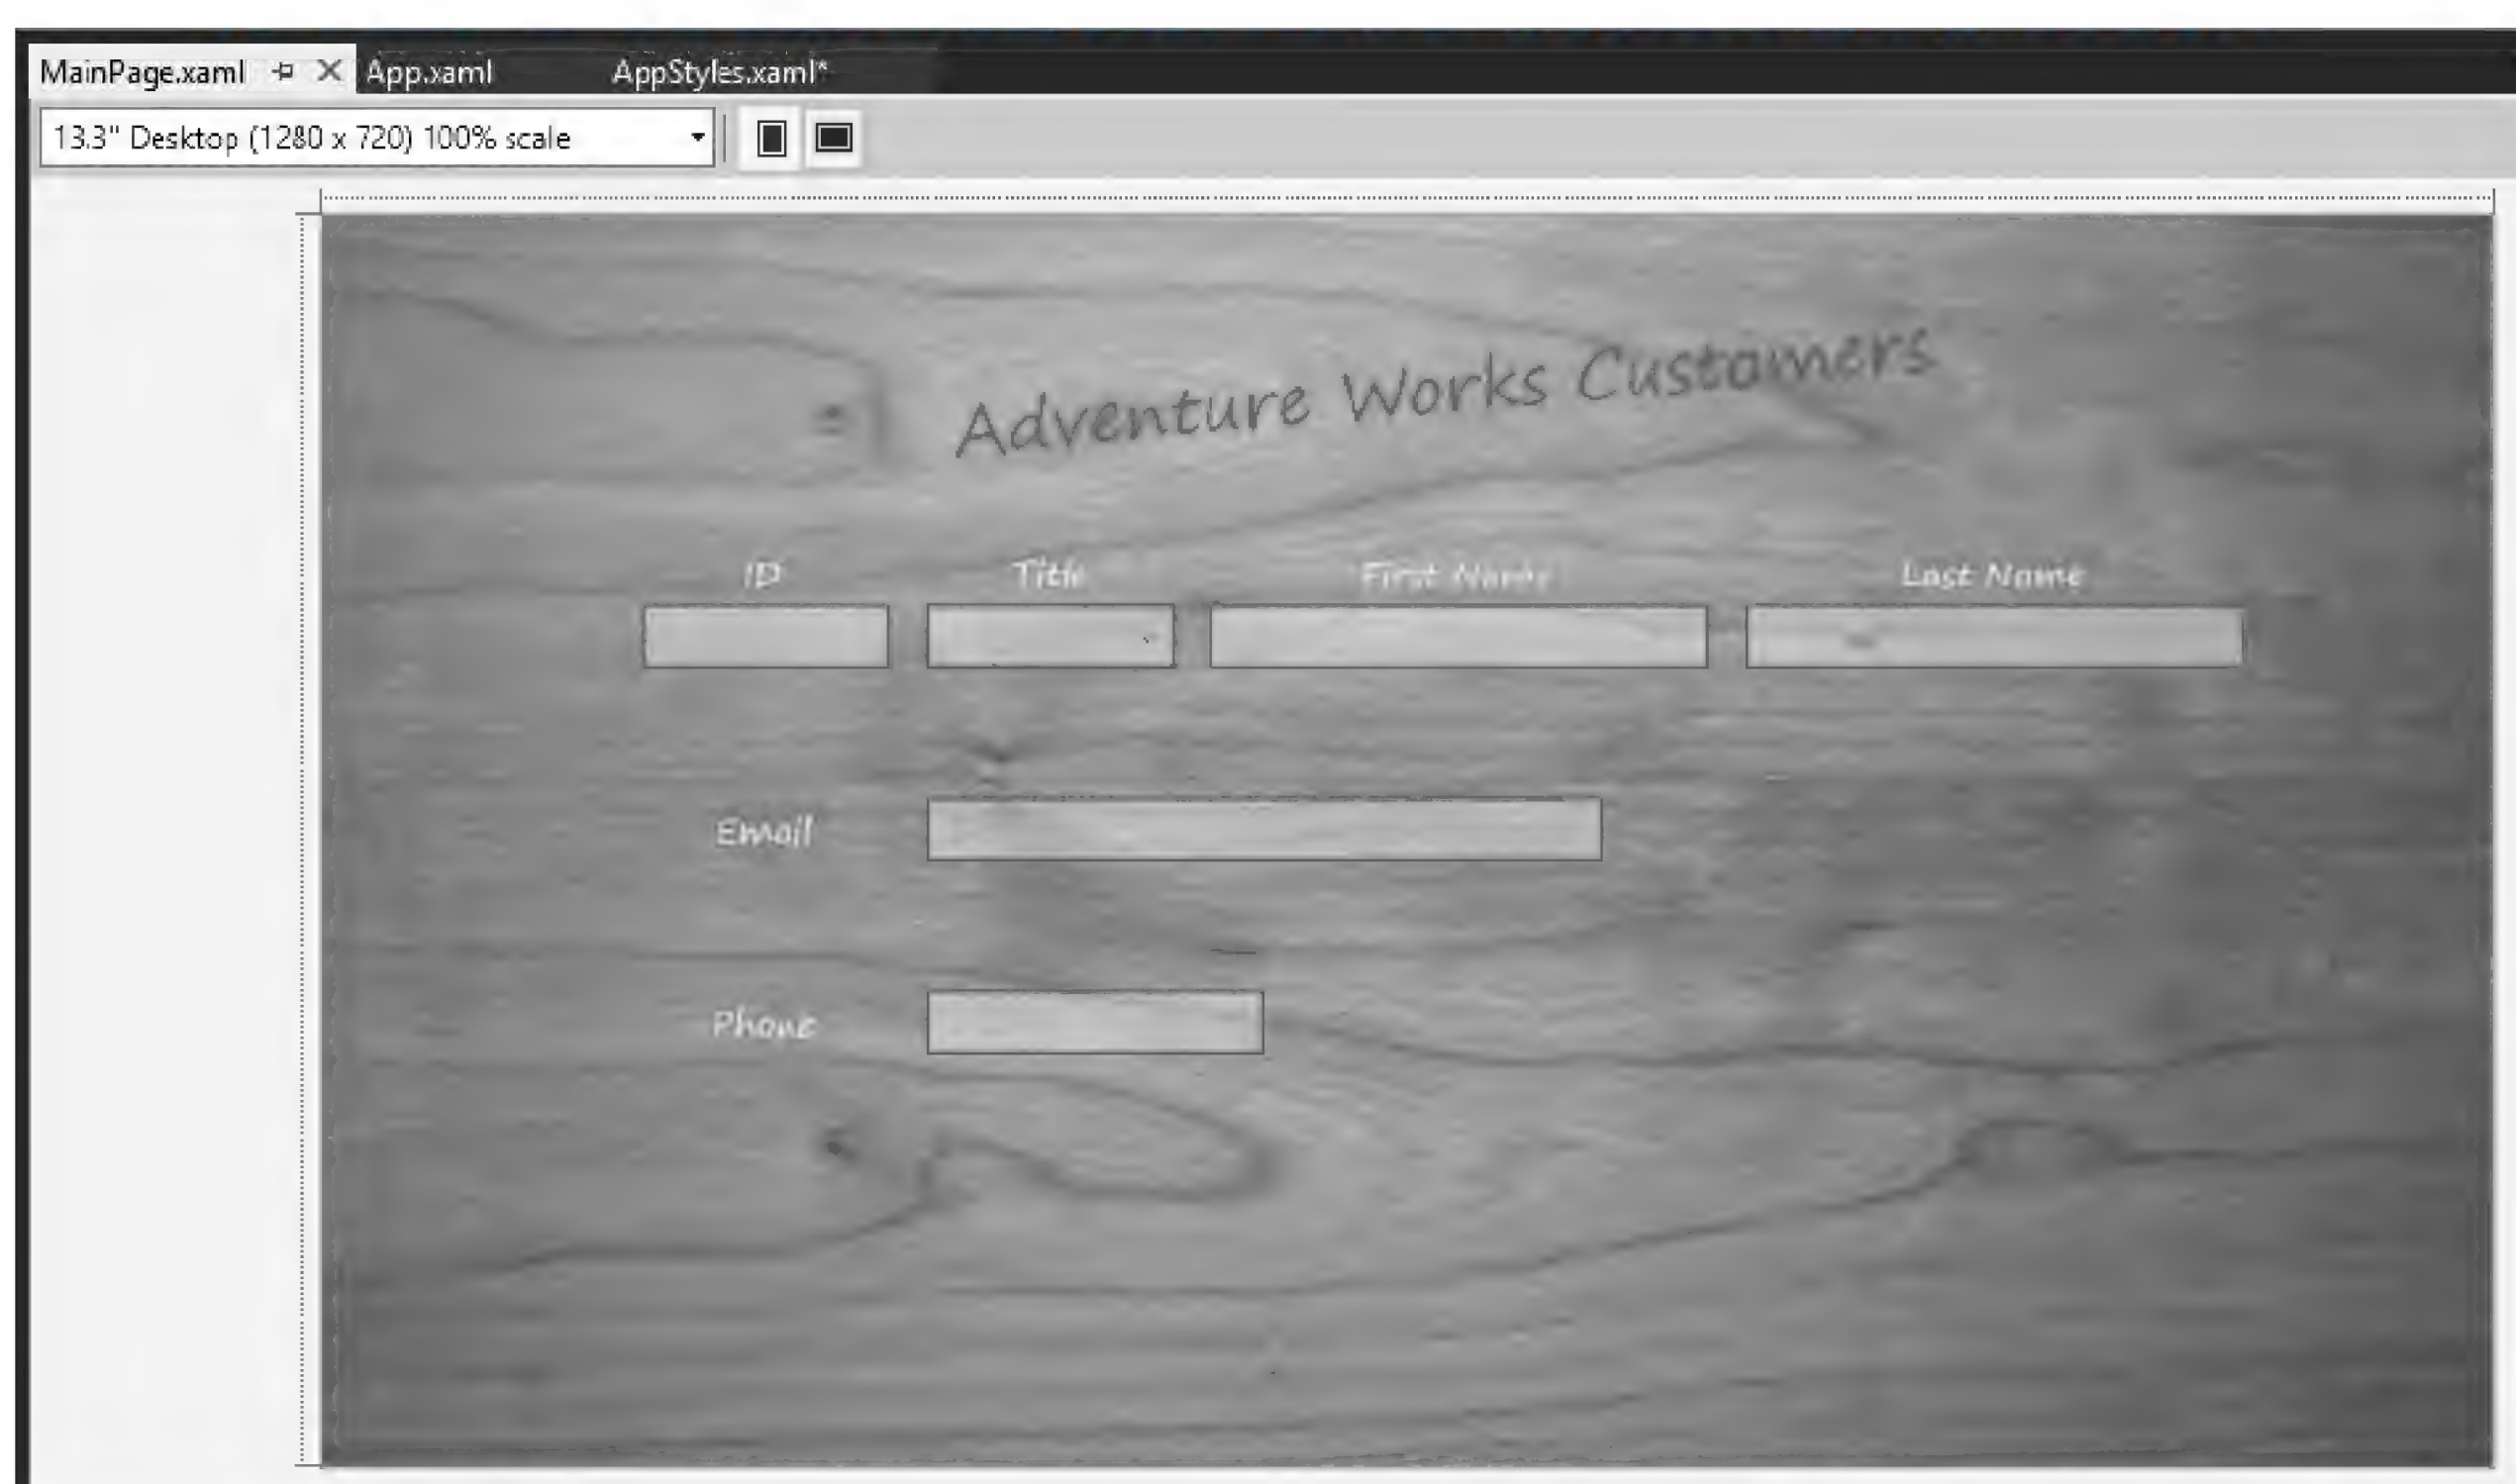 MainPage.xaml App.xaml AppStyles.xaml*
13.3" Desktop (1280 x 720) 100% scale
Adventure Works Customers
ID Title First Name Last Name
Email
Phone